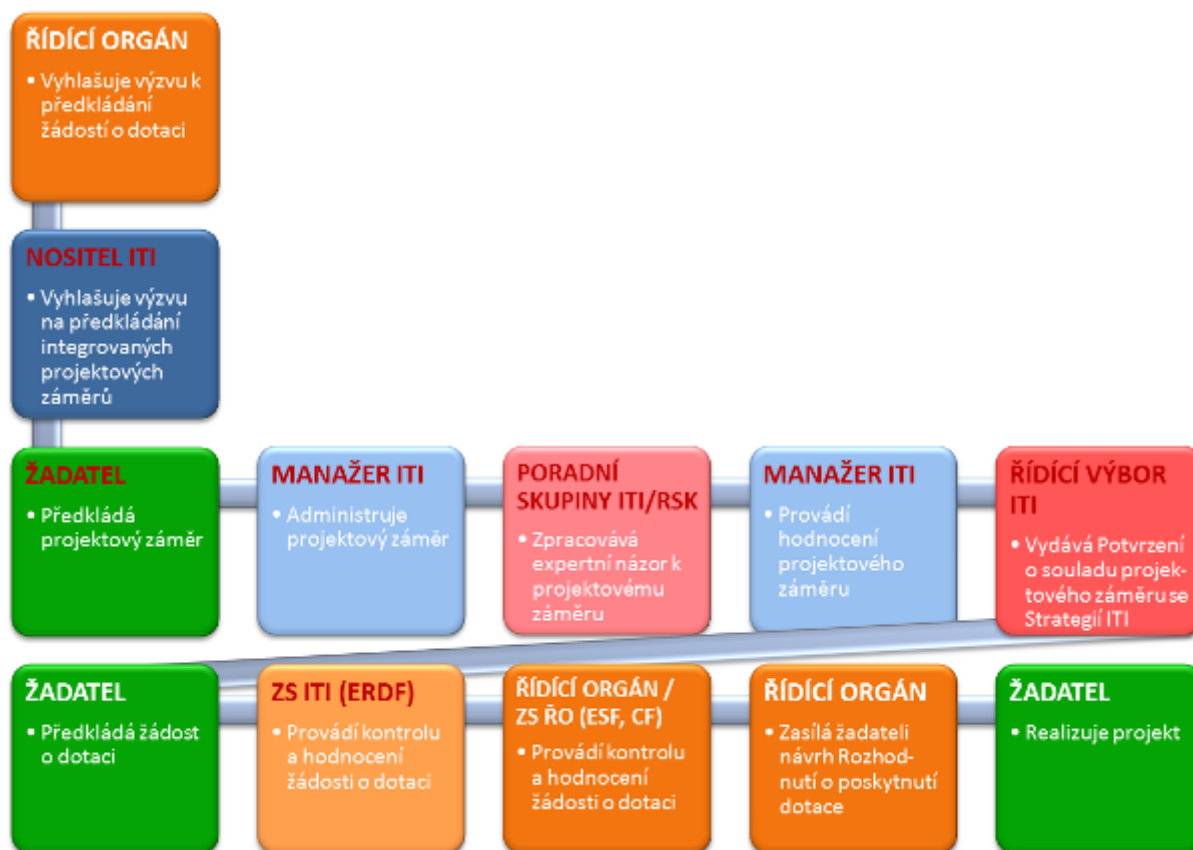 ŘÍDÍCÍ ORGÁN
• Vyhlašuje výzvu k
předkládání
žádostí o dotaci
NOSITEL ITI
• Vyhlašuje výzvu
na předkládání
integrovaných
projektových
záměrů
ŽADATEL
• Předkládá
projektový záměr
MANAŽER ITI
• Administruje
projektový záměr
PORADNÍ
SKUPINY ITI/RSK
• Zpracovává
expertní názor k
projektovému
záměru
MANAŽER ITI
• Provádí
hodnocení
projektového
záměru
ŘÍDÍCÍ VÝBOR
ITI
• Vydává Potvrzení
o souladu projek-
tového záměru se
Strategií ITI
ŽADATEL
• Předkládá žádost
o dotaci
ZS ITI (ERDF)
• Provádí kontrolu
a hodnocení
žádosti o dotaci
ŘÍDÍCÍ ORGÁN /
ZS ŘO (ESF, CF)
• Provádí kontrolu
a hodnocení
žádosti o dotaci
ŘÍDÍCÍ ORGÁN
• Zasílá žadateli
návrh Rozhod-
nutí o poskytnutí
dotace
ŽADATEL
• Realizuje projekt